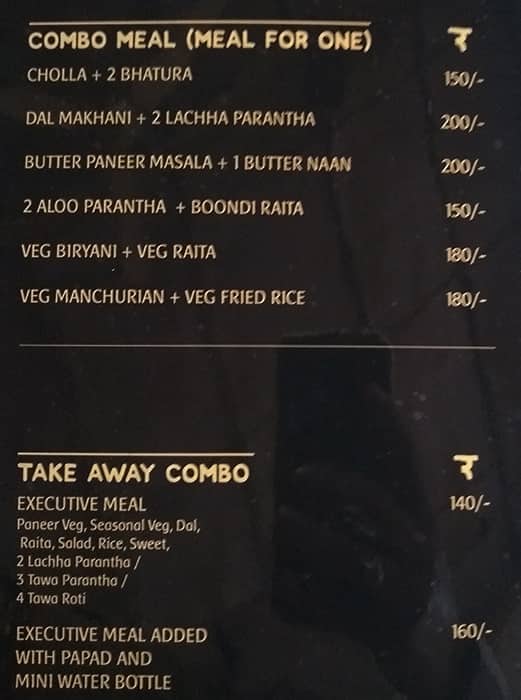 COMBO MEAL (MEAL FOR ONE) ₹
CHOLLA + 2 BHATURA 150/-
DAL MAKHANI + 2 LACHHA PARANTHA 200/-
BUTTER PANEER MASALA + 1 BUTTER NAAN 200/-
2 ALOO PARANTHA + BOONDI RAITA 150/-
VEG BIRYANI + VEG RAITA 180/-
VEG MANCHURIAN + VEG FRIED RICE 180/-
TAKE AWAY COMBO ₹
EXECUTIVE MEAL 140/-
Paneer Veg, Seasonal Veg, Dal,
Raita, Salad, Rice, Sweet,
2 Lachha Parantha /
3 Tawa Parantha /
4 Tawa Roti
EXECUTIVE MEAL ADDED 160/-
WITH PAPAD AND
MINI WATER BOTTLE